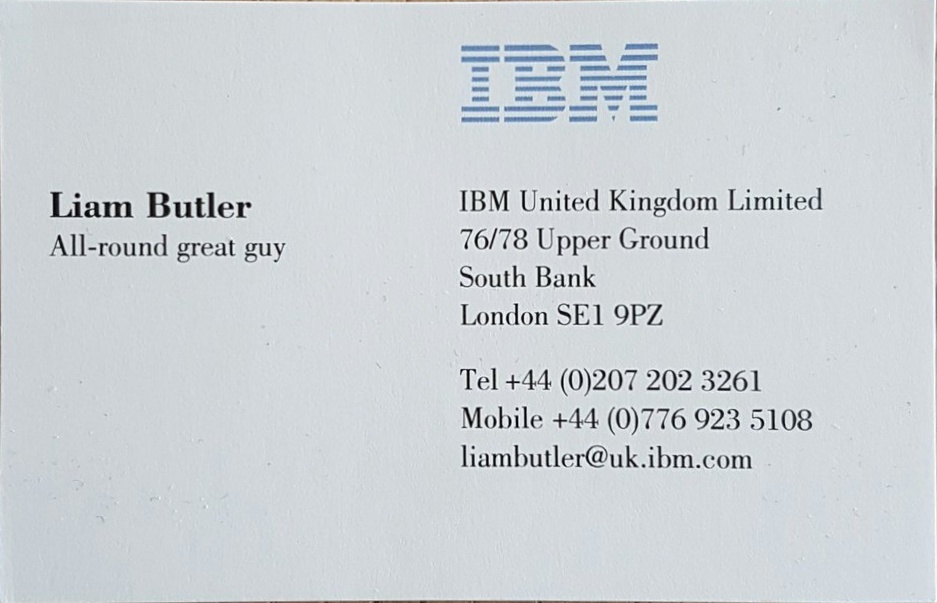 IBM
Liam Butler
All-round great guy
IBM United Kingdom Limited
76/78 Upper Ground
South Bank
London SE1 9PZ
Tel +44 (0)207 202 3261
Mobile +44 (0)776 923 5108
liambutler@uk.ibm.com